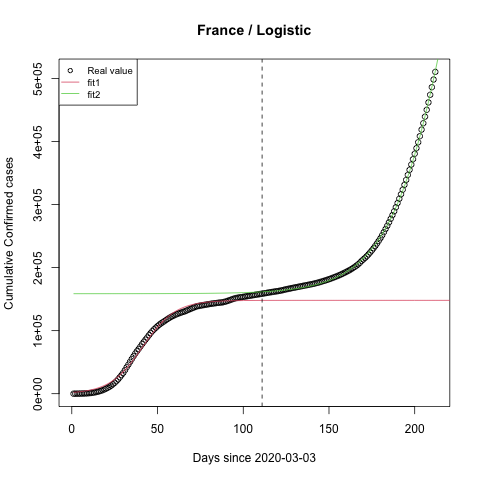 France / Logistic
Real value
fit1
fit2
5e+05
4e+05
3e+05
2e+05
1e+05
0e+00
Cumulative Confirmed cases
0 50 100 150 200
Days since 2020-03-03